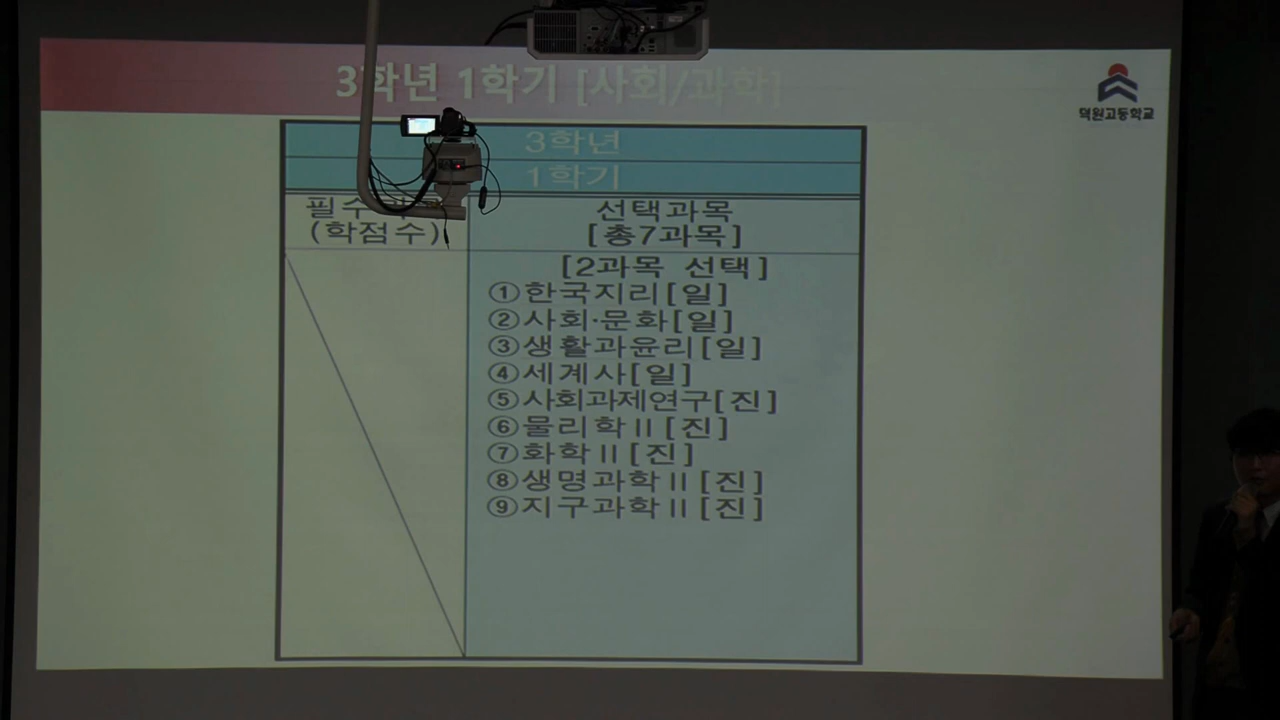 3학년 1학기 [사회/과학]
덕원고등학교
3학년
1학기
필수
(학점수)
선택과목
[총7과목]
[2과목 선택]
①한국지리[일]
②사회·문화[일]
③생활과윤리[일]
④세계사[일]
⑤사회과제연구[진]
⑥물리학Ⅱ[진]
⑦화학Ⅱ[진]
⑧생명과학Ⅱ[진]
⑨지구과학Ⅱ[진]